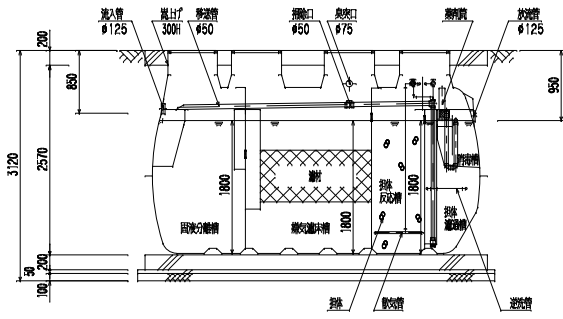 流入管 嵩上げ 移送管 掃除口 臭突口 薬剤筒 放流管
φ125 300H φ50 φ50 φ75 φ125
200
850
950
3120
2570
1800
1800
1800
濾材
担体
反応槽
消毒槽
担体
濾過槽
固液分離槽
嫌気濾床槽
200
50
100
担体 散気管 逆洗管